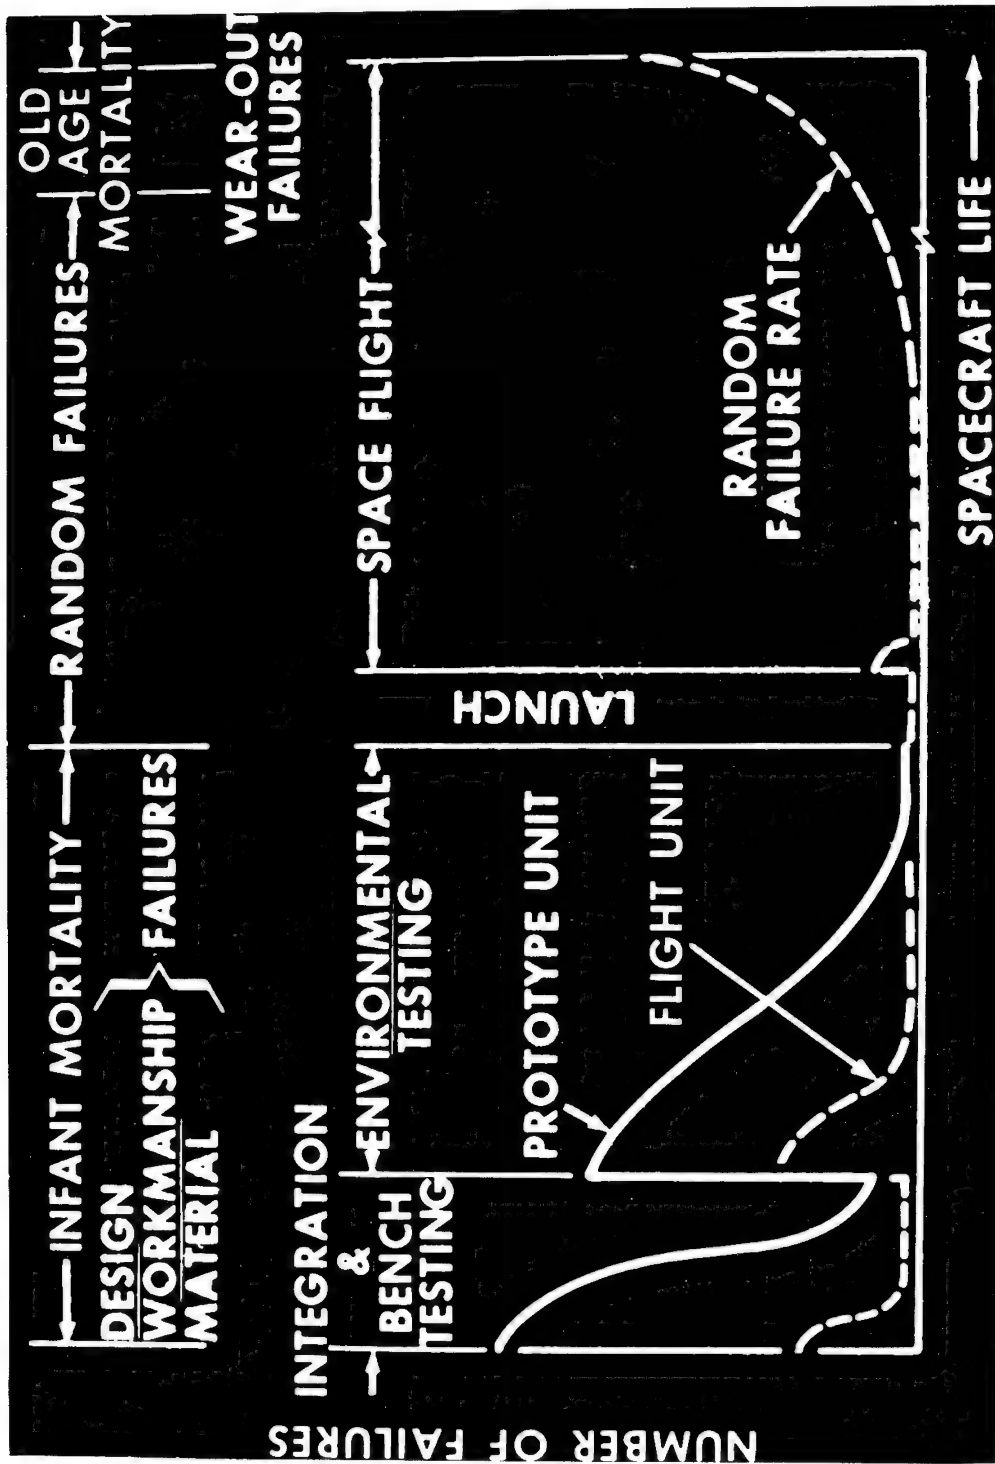 INFANT MORTALITY
RANDOM FAILURES
OLD
AGE
MORTALITY
DESIGN
WORKMANSHIP
MATERIAL
FAILURES
WEAR-OUT
FAILURES
INTEGRATION
&
BENCH
TESTING
ENVIRONMENTAL
TESTING
LAUNCH
SPACE FLIGHT
PROTOTYPE UNIT
FLIGHT UNIT
RANDOM
FAILURE RATE
NUMBER OF FAILURES
SPACECRAFT LIFE